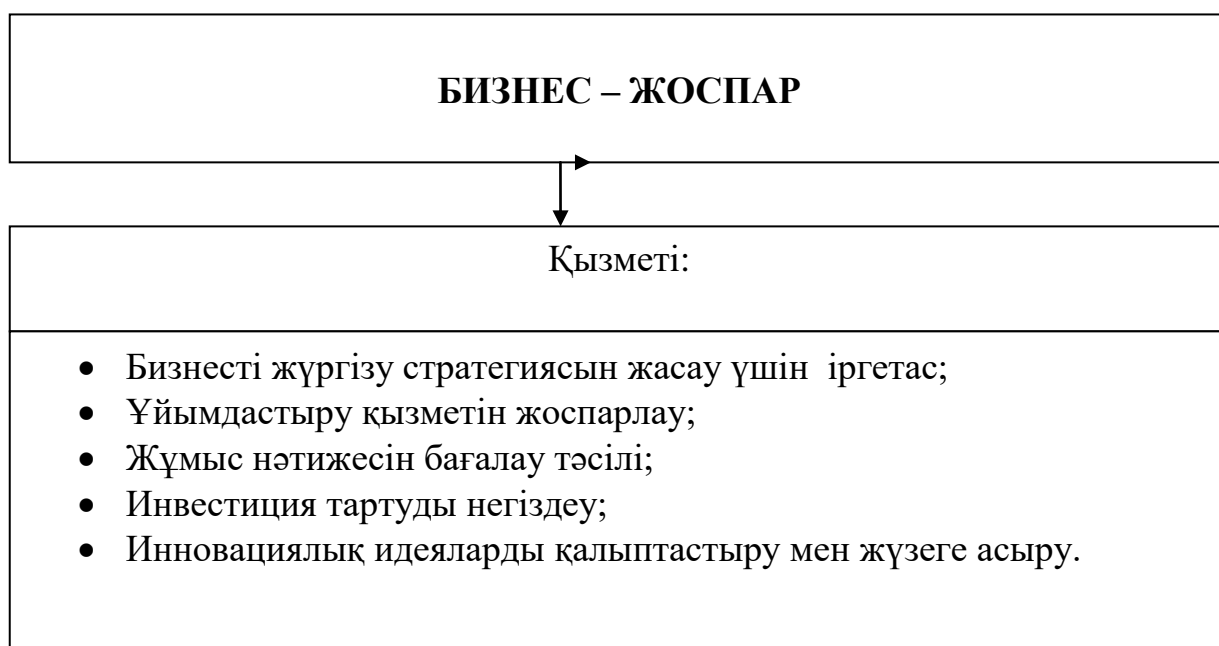 БИЗНЕС – ЖОСПАР
Қызметі:
• Бизнесті жүргізу стратегиясын жасау үшін  іргетас;
• Ұйымдастыру қызметін жоспарлау;
• Жұмыс нәтижесін бағалау тәсілі;
• Инвестиция тартуды негіздеу;
• Инновациялық идеяларды қалыптастыру мен жүзеге асыру.